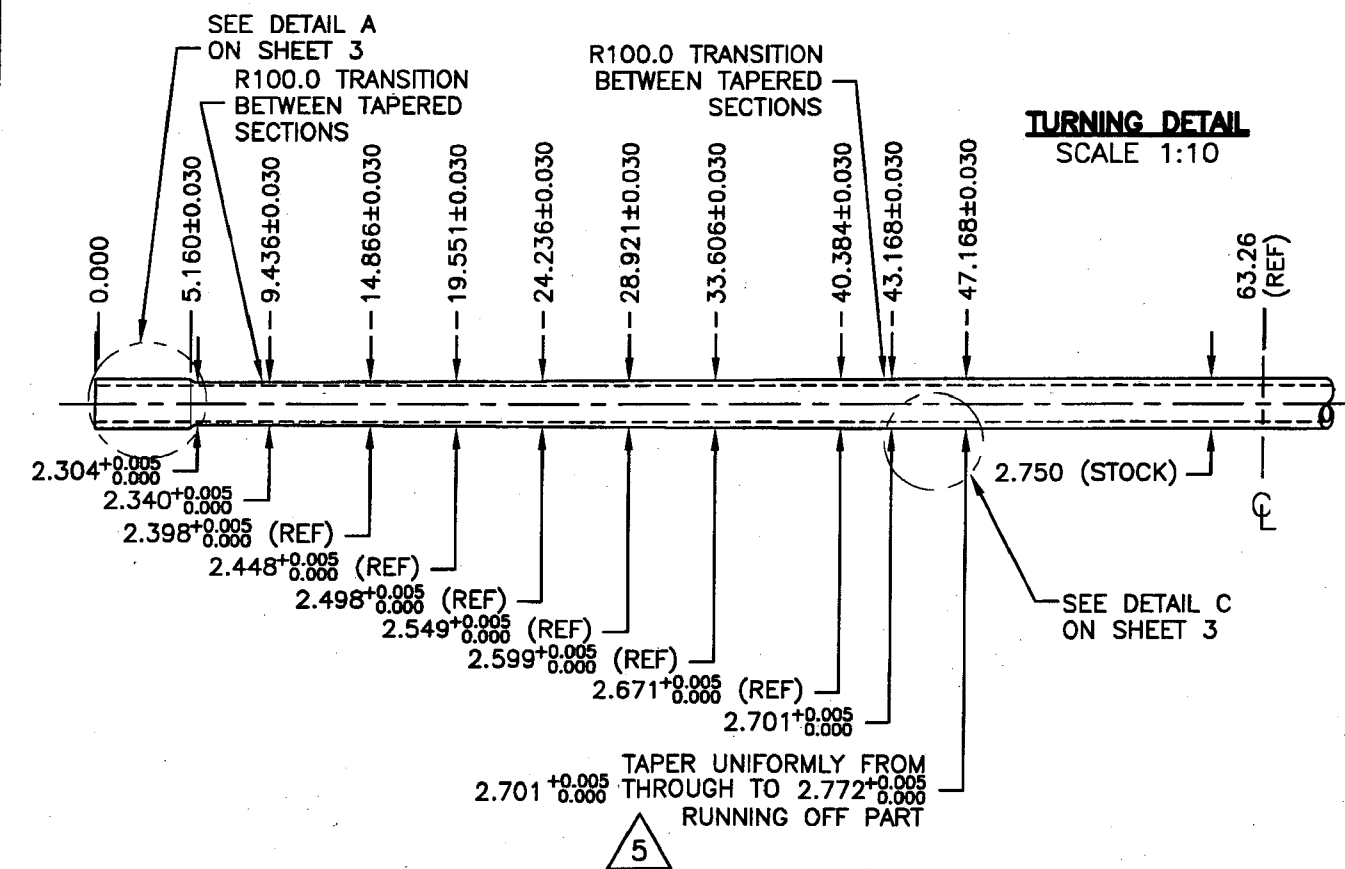 SEE DETAIL A
ON SHEET 3
R100.0 TRANSITION
BETWEEN TAPERED
SECTIONS
R100.0 TRANSITION
BETWEEN TAPERED
SECTIONS
TURNING DETAIL
SCALE 1:10
0.000
5.160±0.030
9.436±0.030
14.866±0.030
19.551±0.030
24.236±0.030
28.921±0.030
33.606±0.030
40.384±0.030
43.168±0.030
47.168±0.030
63.26
(REF)
2.304+0.005 0.000
2.340+0.005 0.000
2.398+0.005 0.000 (REF)
2.448+0.005 0.000 (REF)
2.498+0.005 0.000 (REF)
2.549+0.005 0.000 (REF)
2.599+0.005 0.000 (REF)
2.671+0.005 0.000 (REF)
2.701+0.005 0.000
2.750 (STOCK)
℄
SEE DETAIL C
ON SHEET 3
TAPER UNIFORMLY FROM
2.701 +0.005 0.000 THROUGH TO 2.772+0.005 0.000
RUNNING OFF PART
5